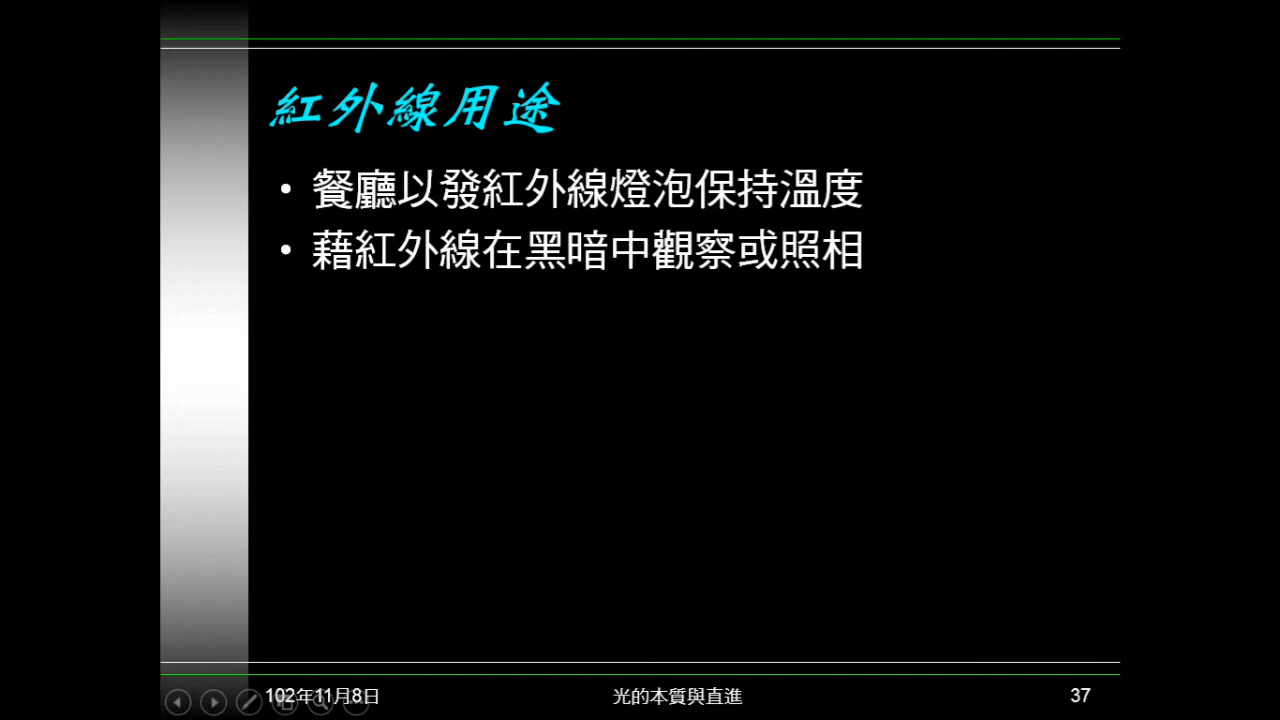 紅外線用途
• 餐廳以發紅外線燈泡保持溫度
• 藉紅外線在黑暗中觀察或照相
102年11月8日
光的本質與直進
37